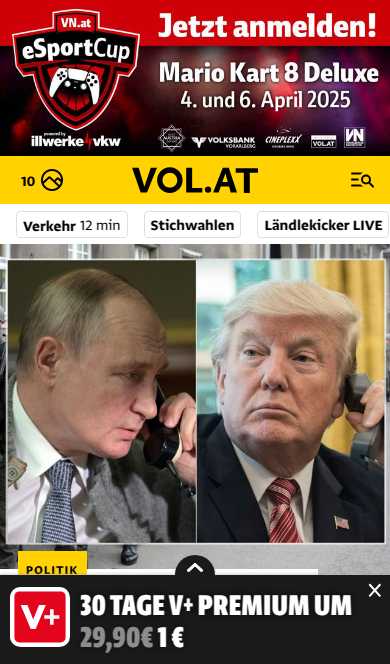 VN.at
eSportCup
powered by
illwerke vkw
Jetzt anmelden!
Mario Kart 8 Deluxe
4. und 6. April 2025
VOLKSBANK
VORARLBERG
CINEPLEXX
VOL.AT
VN
10
VOL.AT
Verkehr 12 min
Stichwahlen
Ländlekicker LIVE
POLITIK
V+
30 TAGE V+ PREMIUM UM
29,90€ 1 €